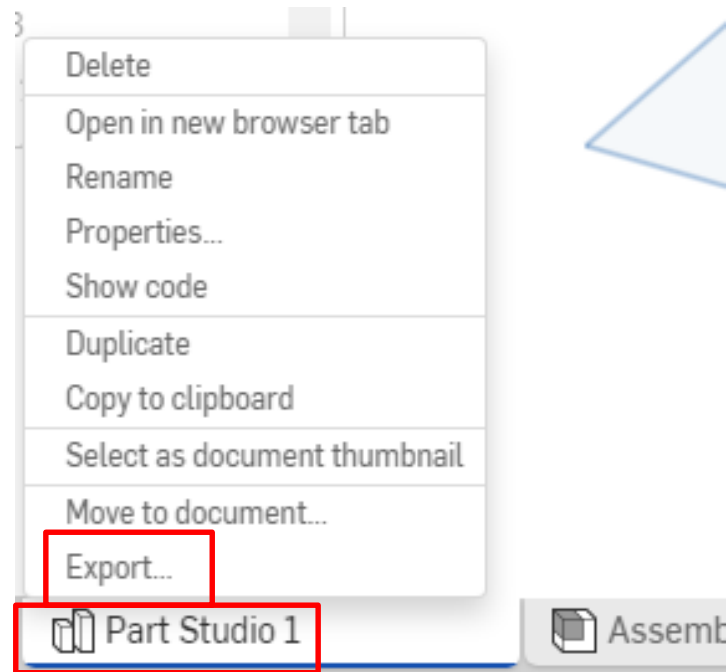 Delete
Open in new browser tab
Rename
Properties...
Show code
Duplicate
Copy to clipboard
Select as document thumbnail
Move to document...
Export...
Part Studio 1
Assemb